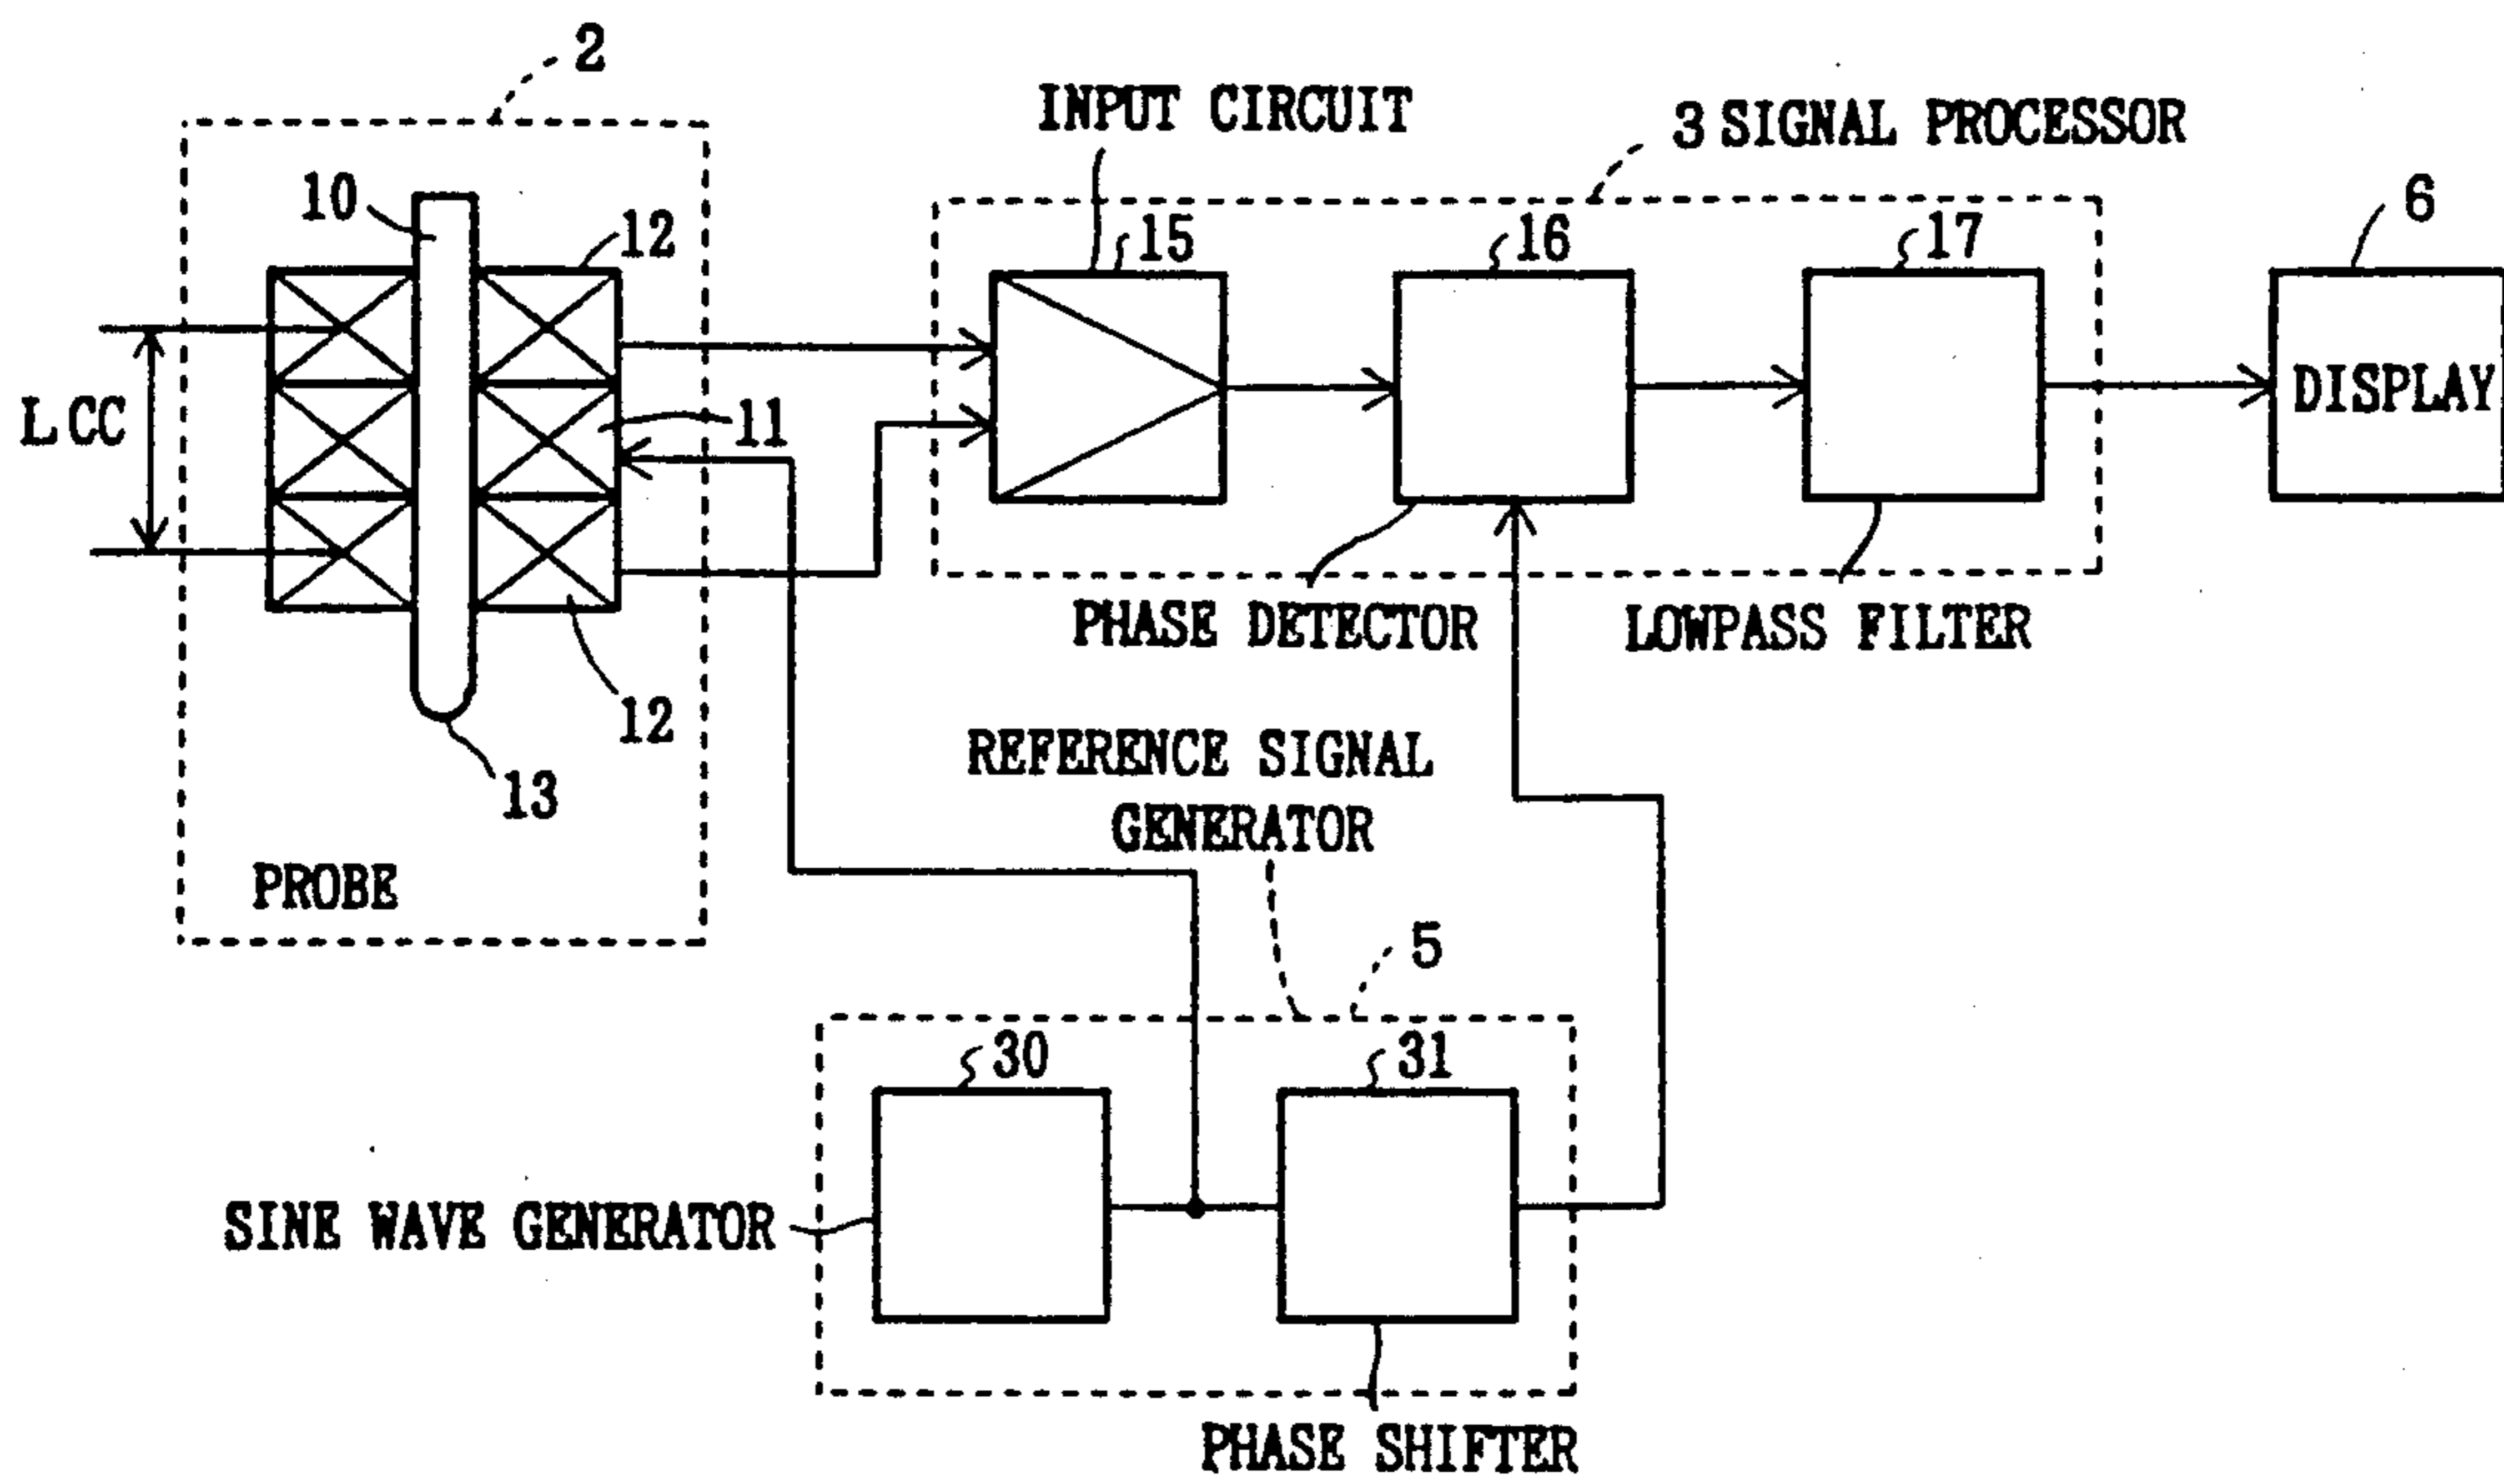 2
INPUT CIRCUIT
3 SIGNAL PROCESSOR
10
12
15
16
17
6
LCC
11
DISPLAY
12
13
PHASE DETECTOR
LOWPASS FILTER
REFERENCE SIGNAL
GENERATOR
PROBE
5
30
31
SINE WAVE GENERATOR
PHASE SHIFTER